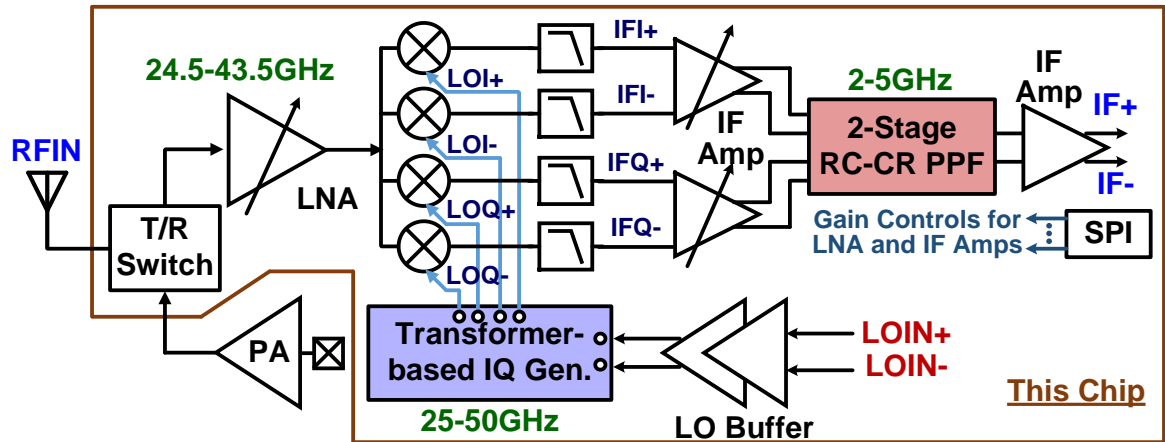 24.5-43.5GHz
RFIN
LNA
T/R
Switch
PA
LOI+
LOI-
LOQ+
LOQ-
IFI+
IFI-
IFQ+
IFQ-
IF
Amp
2-5GHz
2-Stage
RC-CR PPF
IF
Amp
IF+
IF-
Gain Controls for
LNA and IF Amps
SPI
Transformer-
based IQ Gen.
25-50GHz
LO Buffer
LOIN+
LOIN-
This Chip